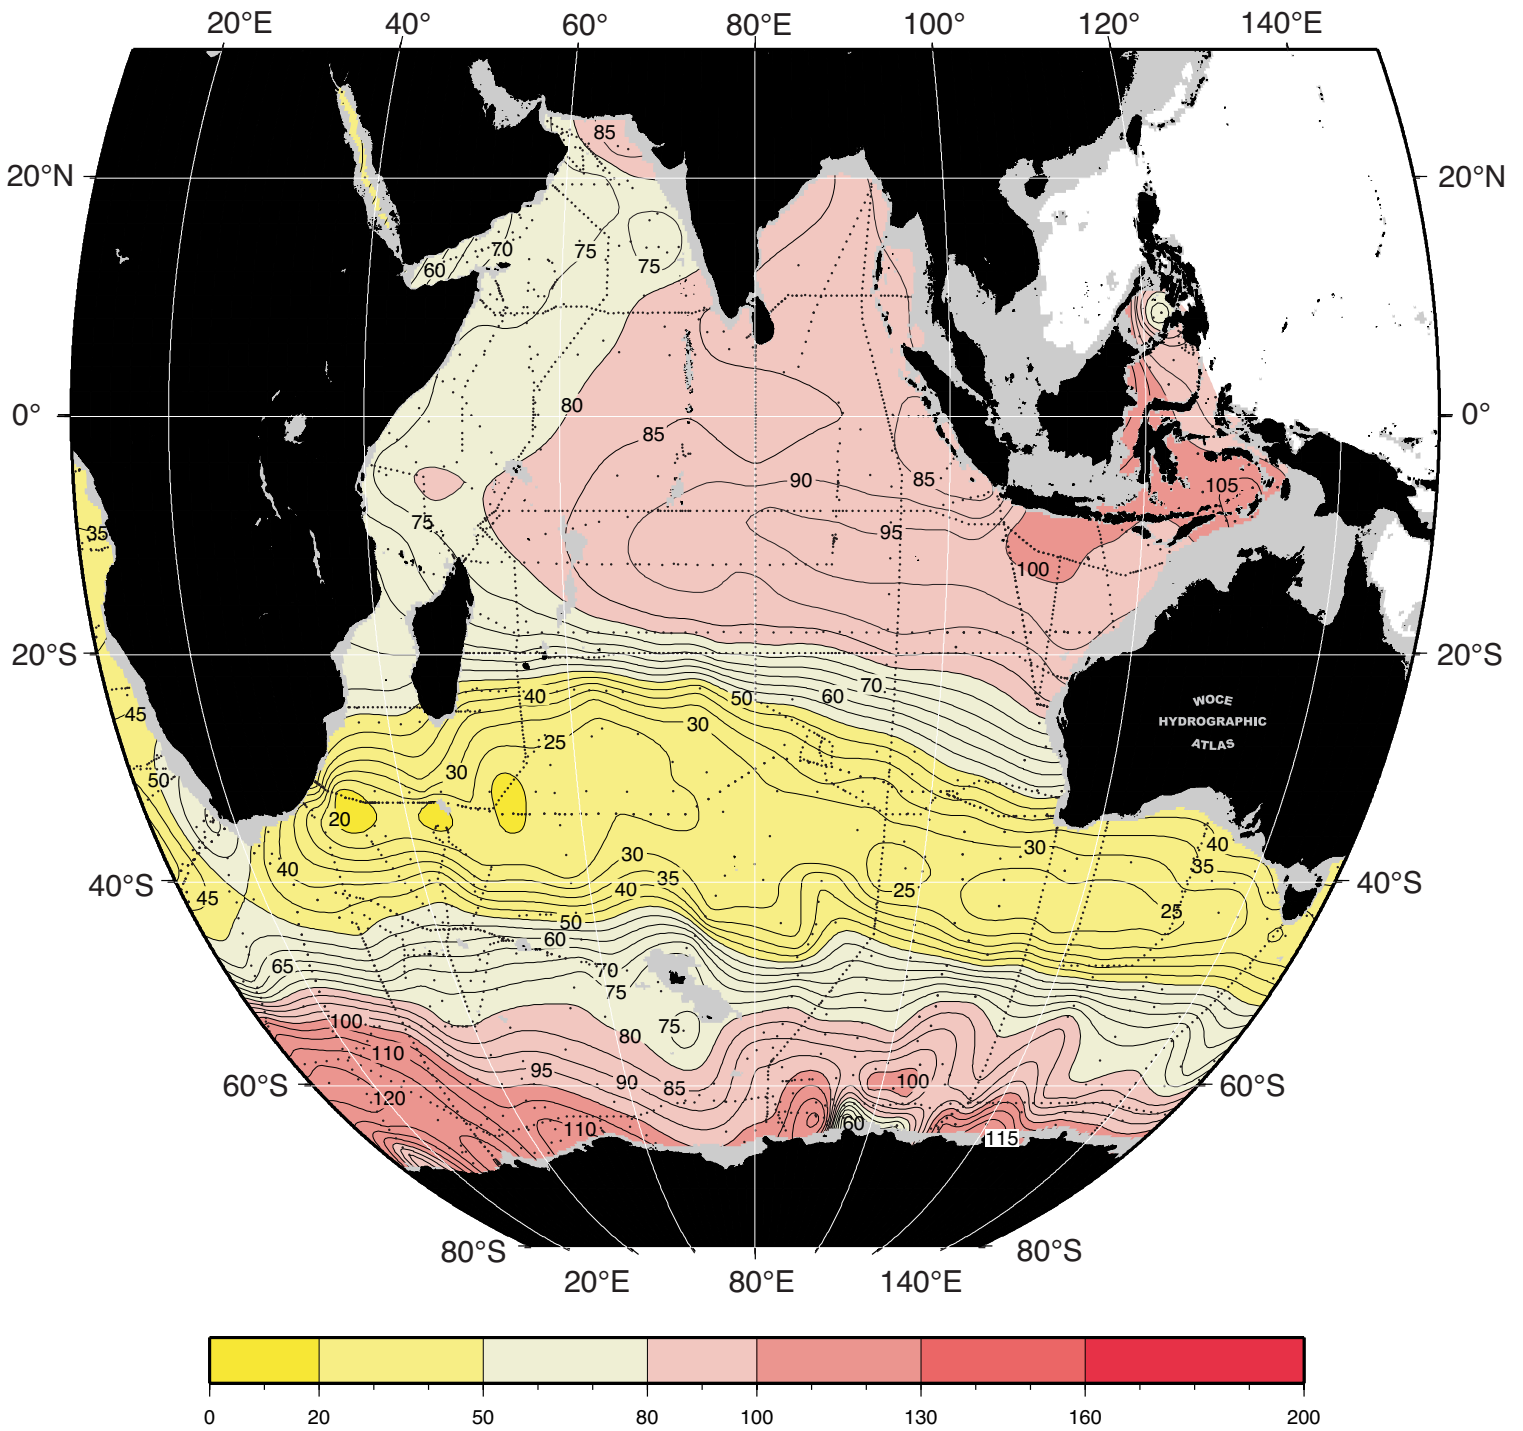 20°E 40° 60° 80°E 100° 120° 140°E
85
20°N 20°N
70 75
60 75
0° 80 0°
85
90 85 105
75 95
35 100
20°S 20°S
40 50 60 70
45 30
25
WOCE
HYDROGRAPHIC
ATLAS
50 30
20
30 30 40
40 35 35
40°S 45 40 25 25 40°S
50
60
65 70
75
100 80 75
110
95 90 85 100
60°S 120 60°S
110 60 115
80°S 80°S
20°E 80°E 140°E
0 20 50 80 100 130 160 200